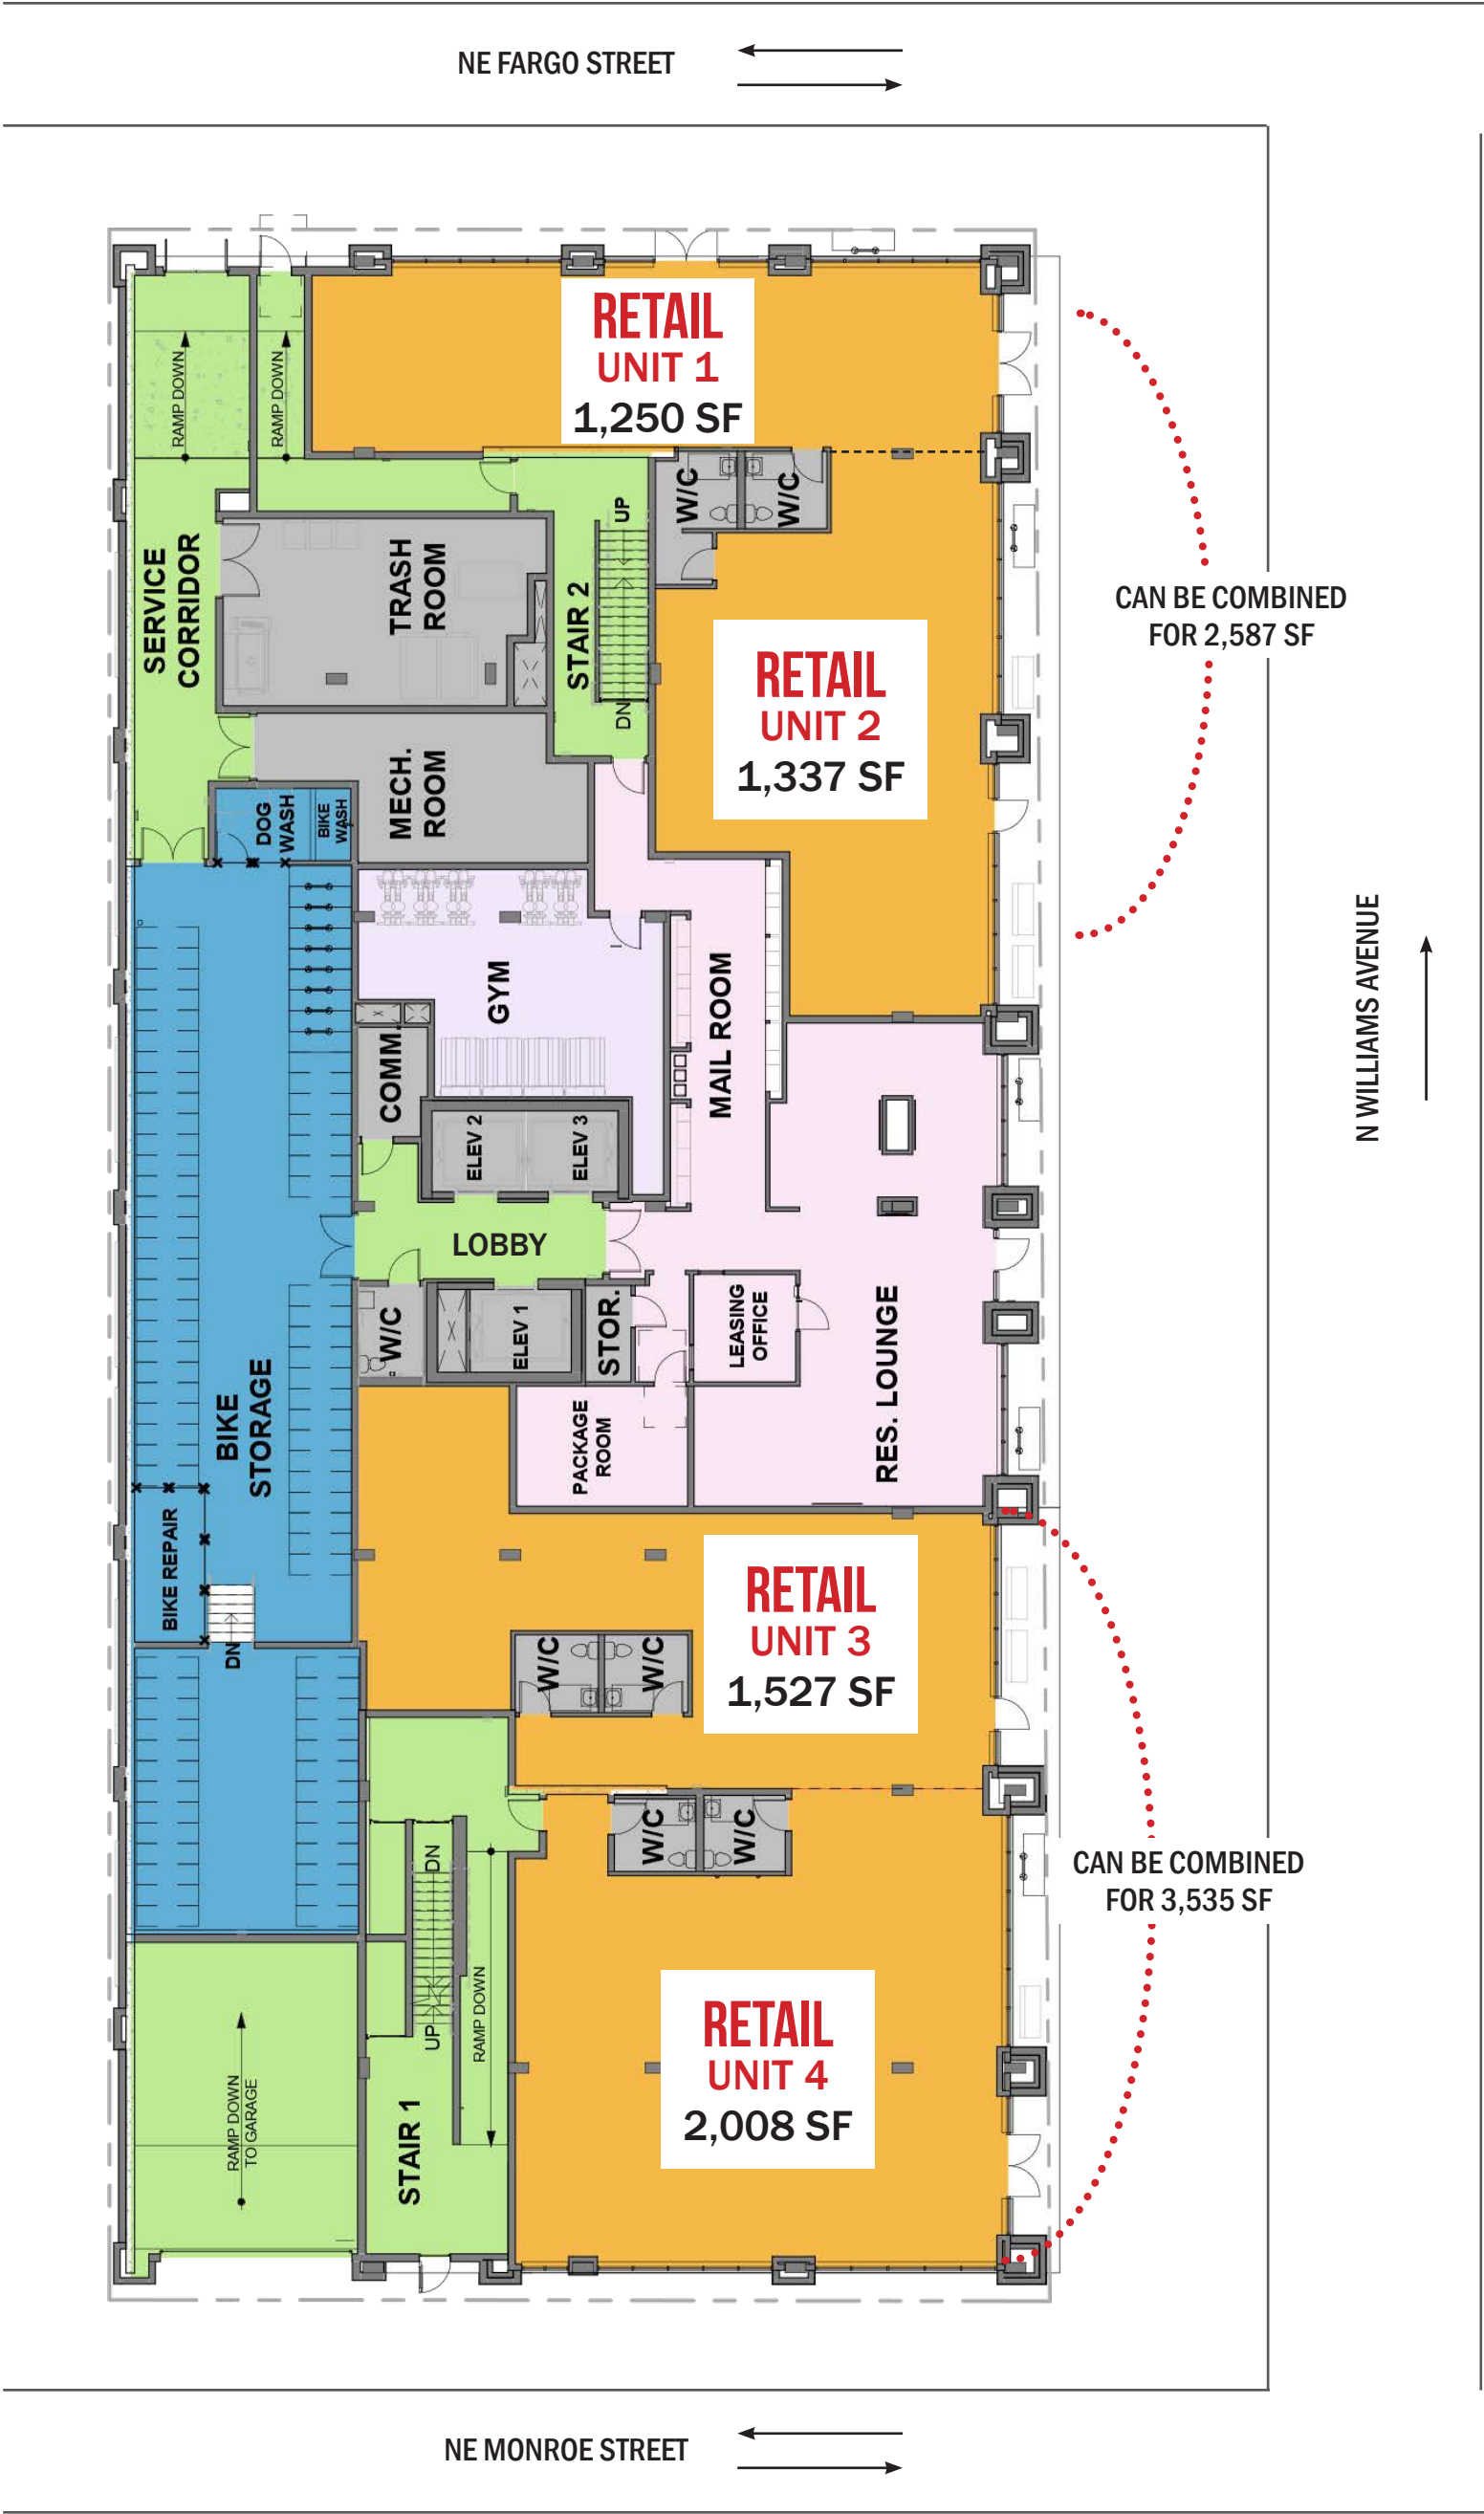 NE FARGO STREET
RETAIL
UNIT 1
1,250 SF
RAMP DOWN
RAMP DOWN
W/C
W/C
UP
SERVICE
CORRIDOR
TRASH
ROOM
STAIR 2
DN
CAN BE COMBINED
FOR 2,587 SF
RETAIL
UNIT 2
1,337 SF
MECH.
ROOM
DOG
WASH
BIKE
WASH
N WILLIAMS AVENUE
GYM
MAIL ROOM
COMM.
ELEV 2
ELEV 3
LOBBY
W/C
ELEV 1
STOR.
LEASING
OFFICE
RES. LOUNGE
BIKE
STORAGE
PACKAGE
ROOM
BIKE REPAIR
DN
RETAIL
UNIT 3
1,527 SF
W/C
W/C
W/C
W/C
CAN BE COMBINED
FOR 3,535 SF
DN
UP
RAMP DOWN
RETAIL
UNIT 4
2,008 SF
RAMP DOWN
TO GARAGE
STAIR 1
NE MONROE STREET